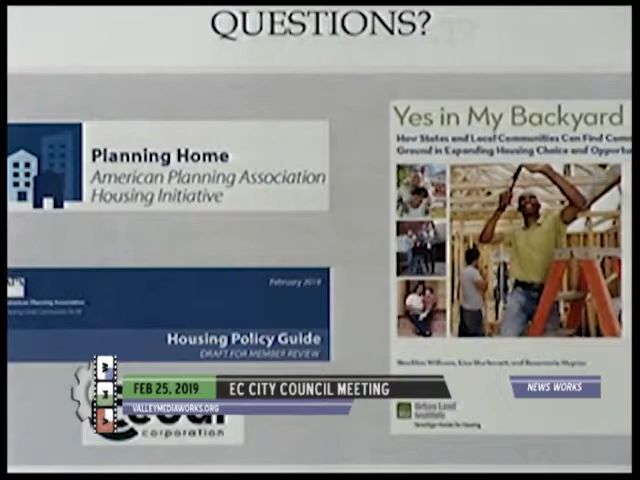 QUESTIONS?
Planning Home
American Planning Association
Housing Initiative
Yes in My Backyard
How States and Local Communities Can Find Com
Ground in Expanding Housing Choice and Opportu
February 2019
American Planning Association
Housing Policy Guide
DRAFT FOR MEMBER REVIEW
FEB 25, 2019
EC CITY COUNCIL MEETING
NEWS WORKS
VALLEYMEDIAWORKS.ORG
V
M
W
corporation
Urban Land
Institute